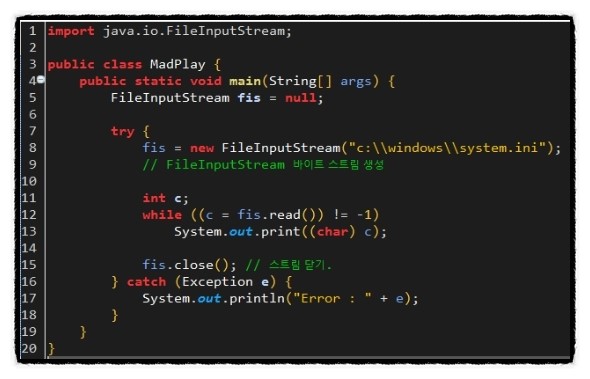 1 import java.io.FileInputStream;
2
3 public class MadPlay {
4 public static void main(String[] args) {
5 FileInputStream fis = null;
6
7 try {
8 fis = new FileInputStream("c:\\windows\\system.ini");
9 // FileInputStream 바이트 스트림 생성
10
11 int c;
12 while ((c = fis.read()) != -1)
13 System.out.print((char) c);
14
15 fis.close(); // 스트림 닫기.
16 } catch (Exception e) {
17 System.out.println("Error : " + e);
18 }
19 }
20 }